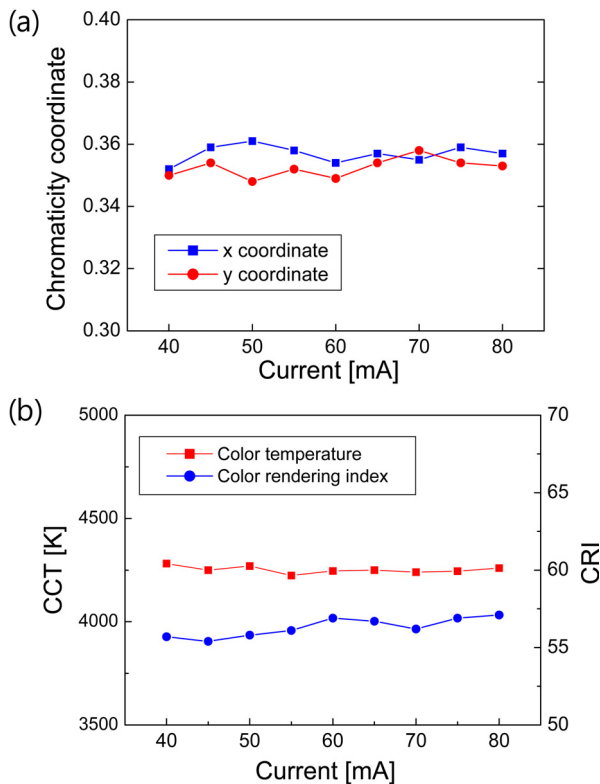 (a)
0.40
0.38
0.36
0.34
0.32
0.30
Chromaticity coordinate
x coordinate
y coordinate
40 50 60 70 80
Current [mA]
(b)
5000
4500
4000
3500
CCT [K]
Color temperature
Color rendering index
70
65
60
55
50
CRI
40 50 60 70 80
Current [mA]